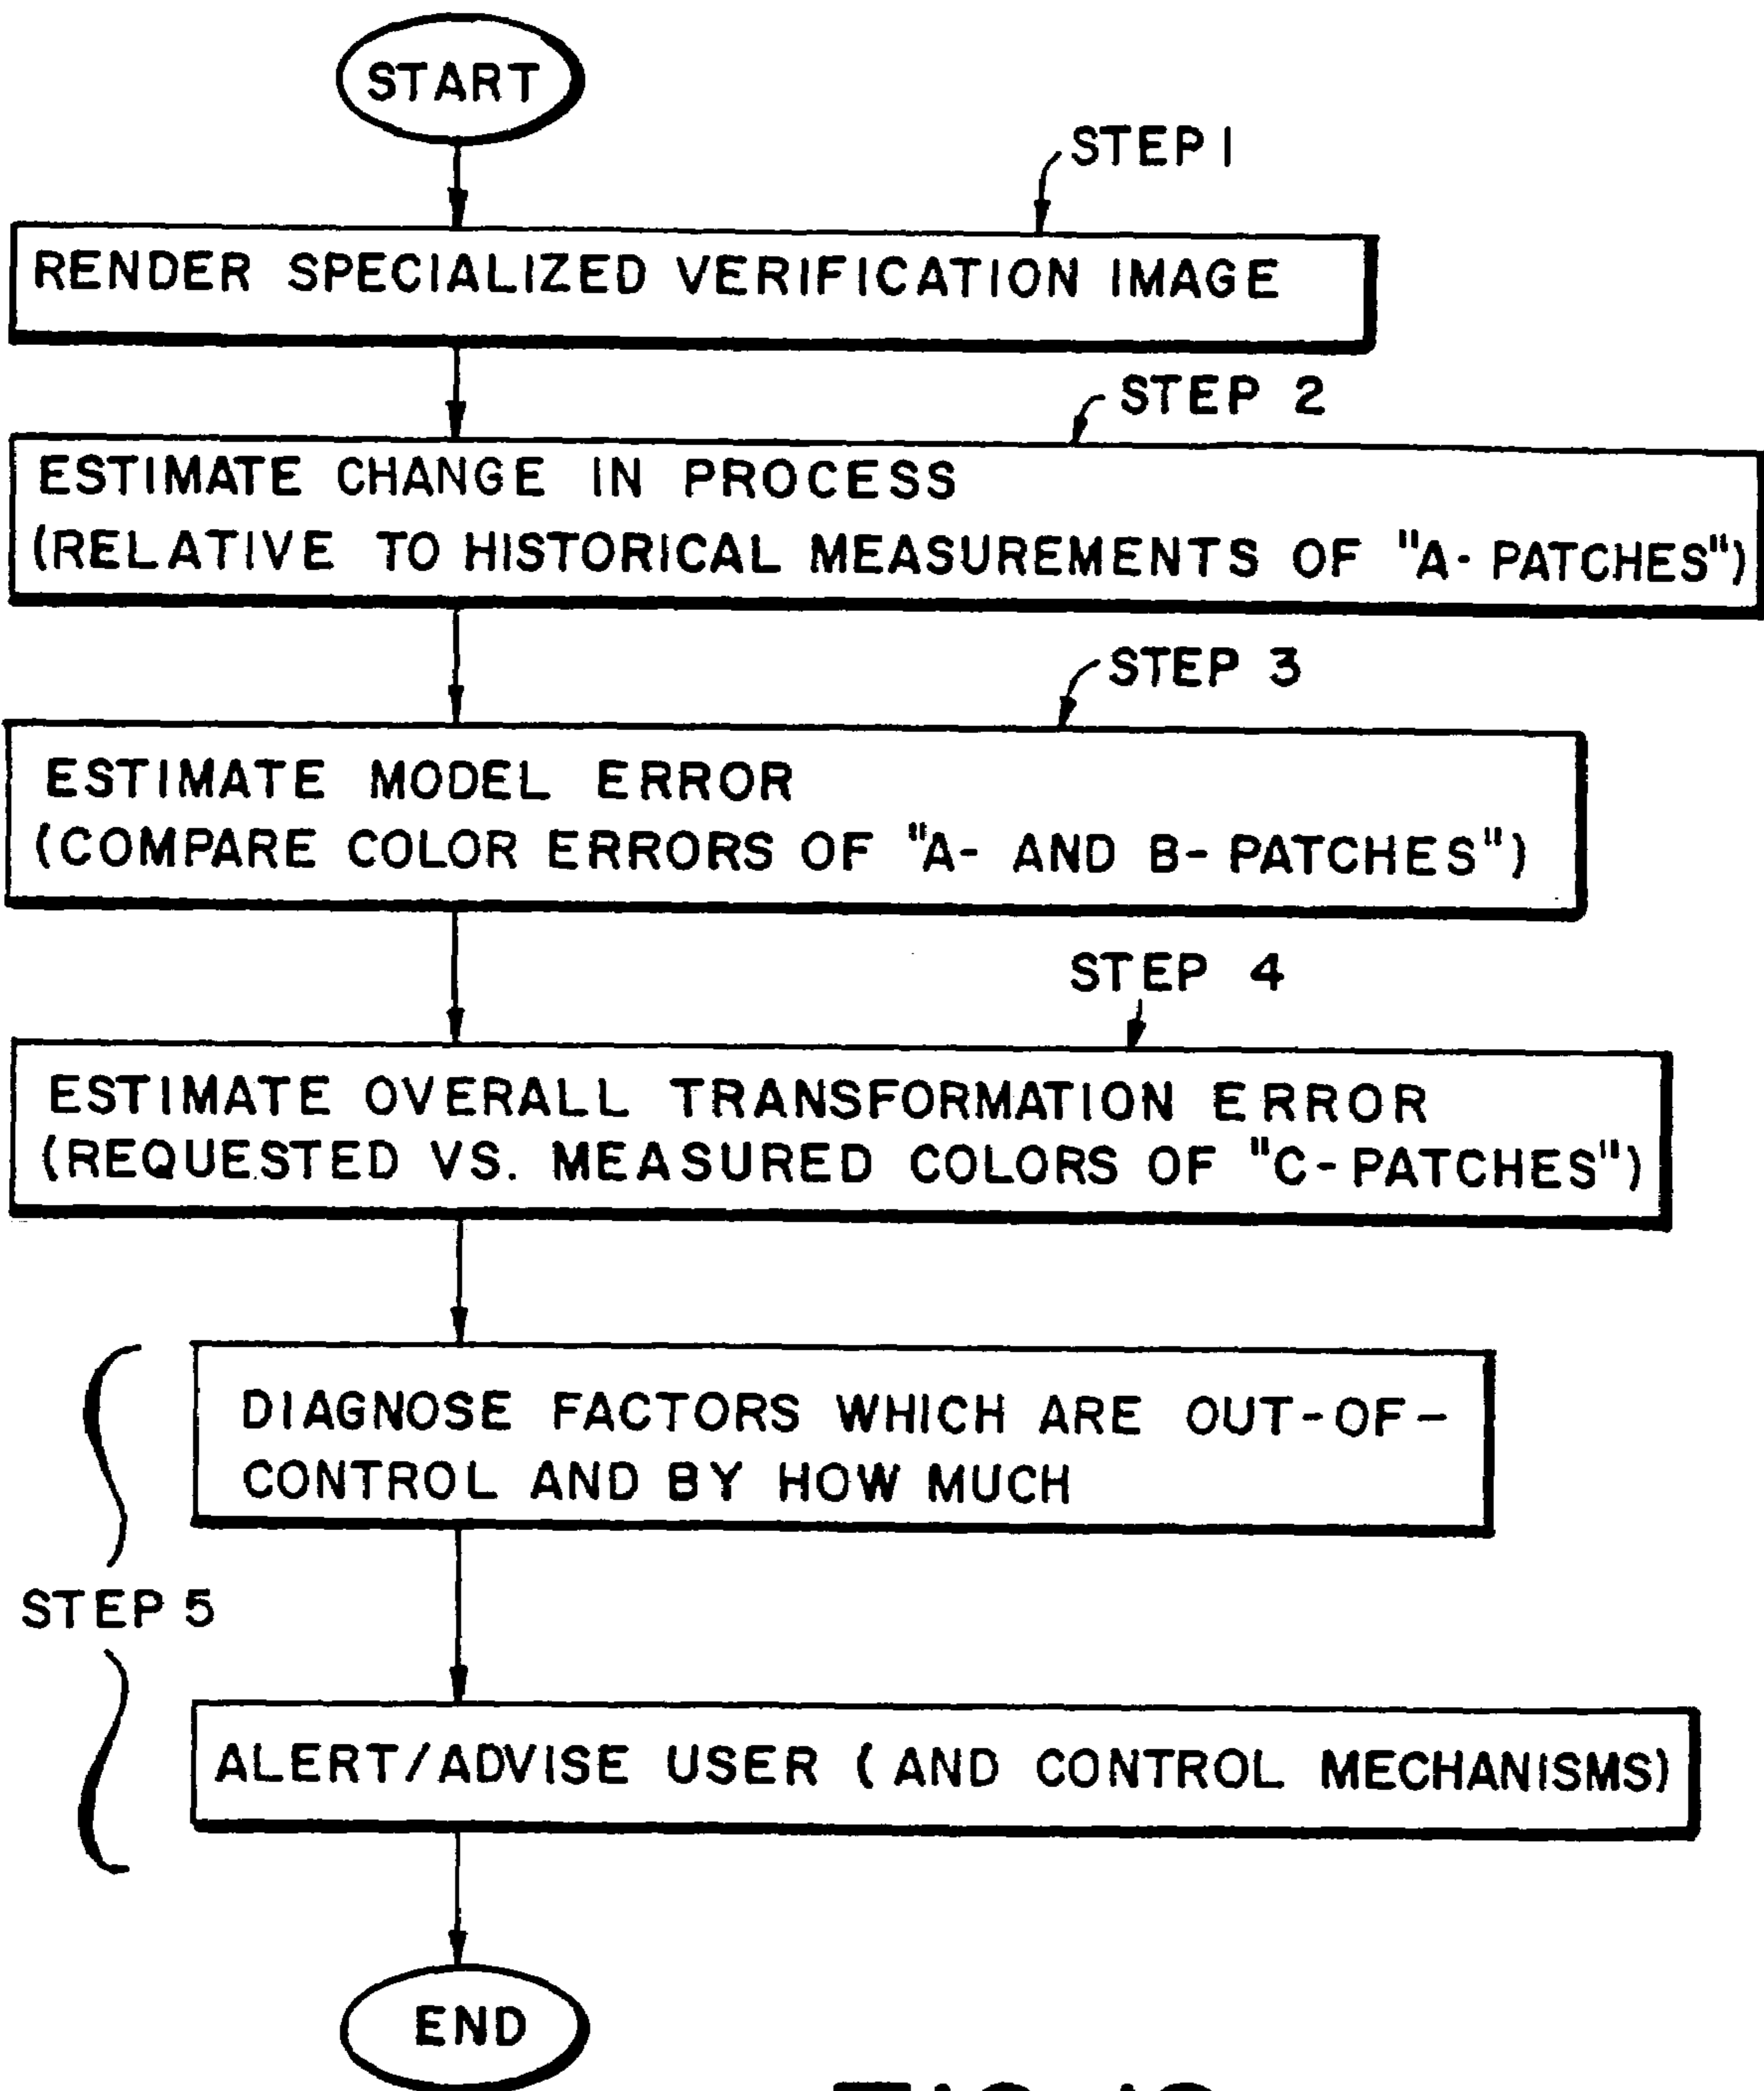 START
STEP 1
RENDER SPECIALIZED VERIFICATION IMAGE
STEP 2
ESTIMATE CHANGE IN PROCESS
(RELATIVE TO HISTORICAL MEASUREMENTS OF "A-PATCHES")
STEP 3
ESTIMATE MODEL ERROR
(COMPARE COLOR ERRORS OF "A- AND B-PATCHES")
STEP 4
ESTIMATE OVERALL TRANSFORMATION ERROR
(REQUESTED VS. MEASURED COLORS OF "C-PATCHES")
DIAGNOSE FACTORS WHICH ARE OUT-OF-
CONTROL AND BY HOW MUCH
STEP 5
ALERT/ADVISE USER (AND CONTROL MECHANISMS)
END